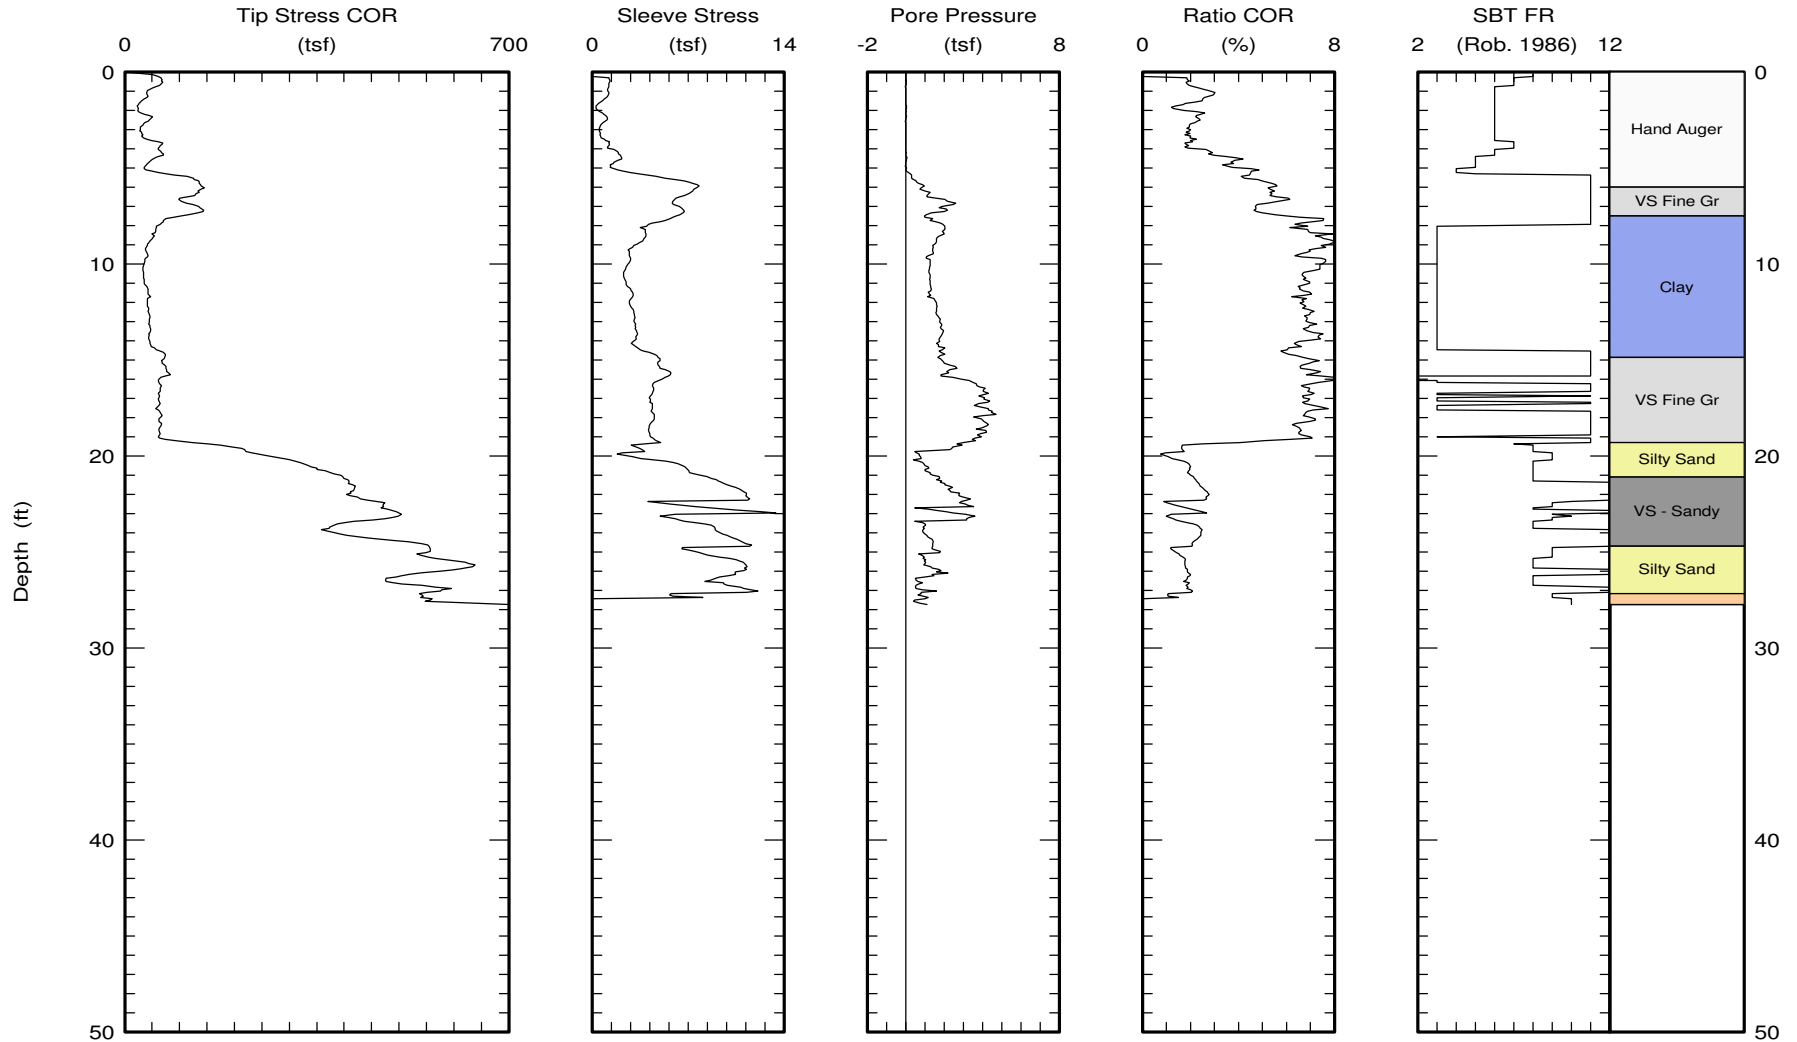 Tip Stress COR Sleeve Stress Pore Pressure Ratio COR SBT FR
0 (tsf) 700 0 (tsf) 14 -2 (tsf) 8 0 (%) 8 2 (Rob. 1986) 12
0 0
Hand Auger
VS Fine Gr
10 10
Clay
VS Fine Gr
20 Silty Sand 20
VS - Sandy
Silty Sand
Depth (ft)
30 30
40 40
50 50